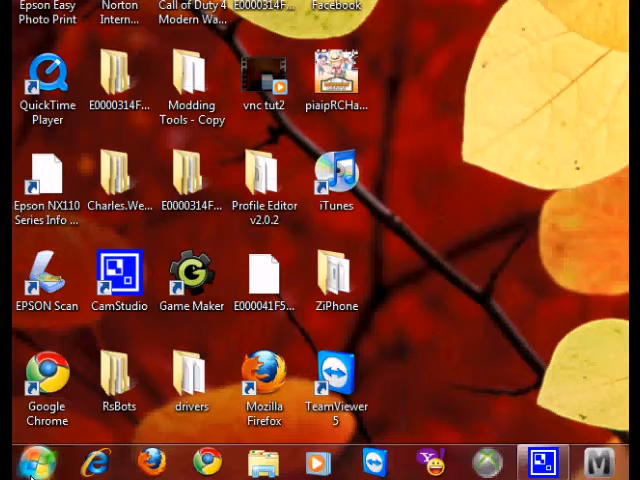 Epson Easy
Photo Print
Norton
Intern...
Call of Duty 4
Modern Wa...
E0000314F...
Facebook
QuickTime
Player
E0000314F...
Modding
Tools - Copy
vnc tut2
piaipRCHa...
Epson NX110
Series Info ...
Charles.We...
E0000314F...
Profile Editor
v2.0.2
iTunes
EPSON Scan
CamStudio
Game Maker
E000041F5...
ZiPhone
Google
Chrome
RsBots
drivers
Mozilla
Firefox
TeamViewer
5